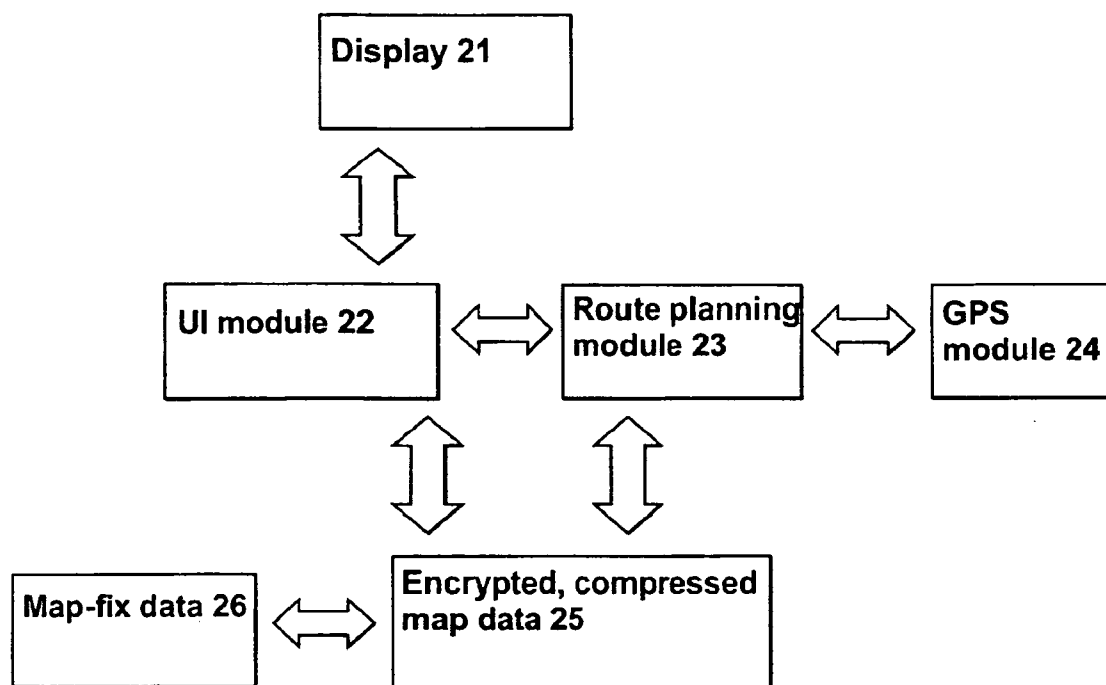 Display 21
UI module 22
Route planning
module 23
GPS
module 24
Map-fix data 26
Encrypted, compressed
map data 25